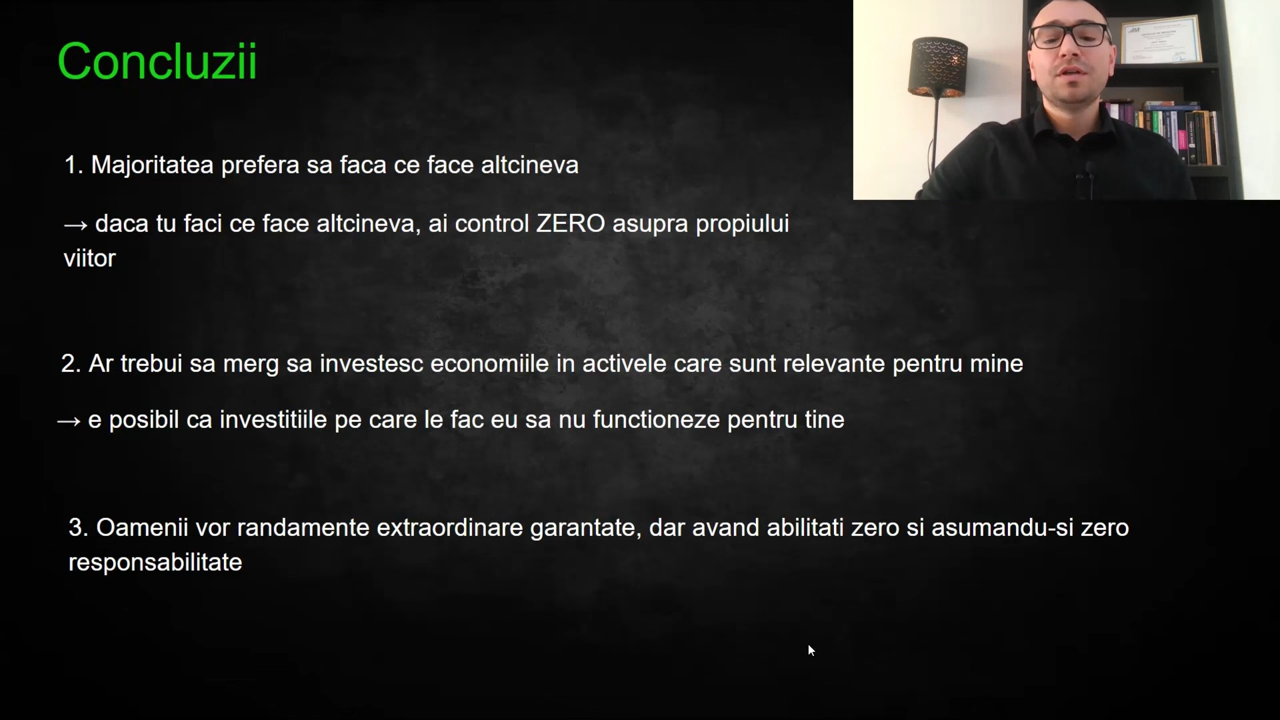 Concluzii
1. Majoritatea prefera sa faca ce face altcineva
→ daca tu faci ce face altcineva, ai control ZERO asupra propiului
viitor
2. Ar trebui sa merg sa investesc economiile in activele care sunt relevante pentru mine
→ e posibil ca investitiile pe care le fac eu sa nu functioneze pentru tine
3. Oamenii vor randamente extraordinare garantate, dar avand abilitati zero si asumandu-si zero
responsabilitate